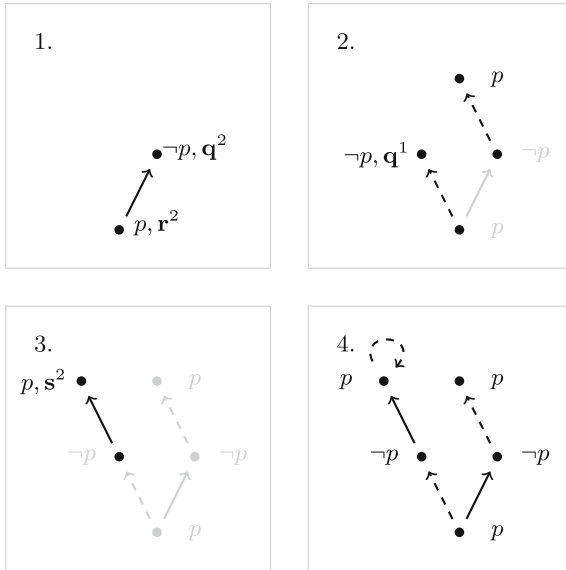 1.
¬p, q²
p, r²
2.
p
¬p, q¹
¬p
p
3.
p, s²
p
¬p
¬p
p
4.
p
p
¬p
¬p
p